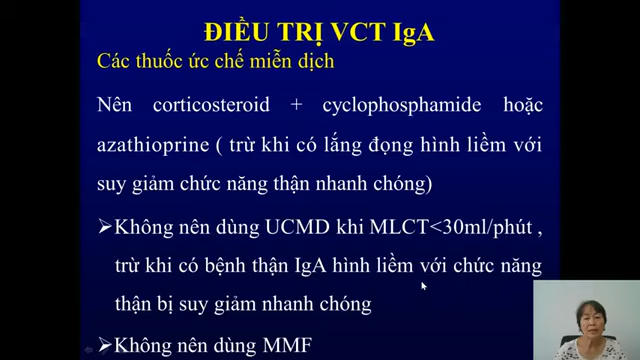 ĐIỀU TRỊ VCT IgA
Các thuốc ức chế miễn dịch
Nên corticosteroid + cyclophosphamide hoặc
azathioprine ( trừ khi có lắng đọng hình liềm với
suy giảm chức năng thận nhanh chóng)
➢Không nên dùng UCMD khi MLCT<30ml/phút ,
trừ khi có bệnh thận IgA hình liềm với chức năng
thận bị suy giảm nhanh chóng
➢Không nên dùng MMF